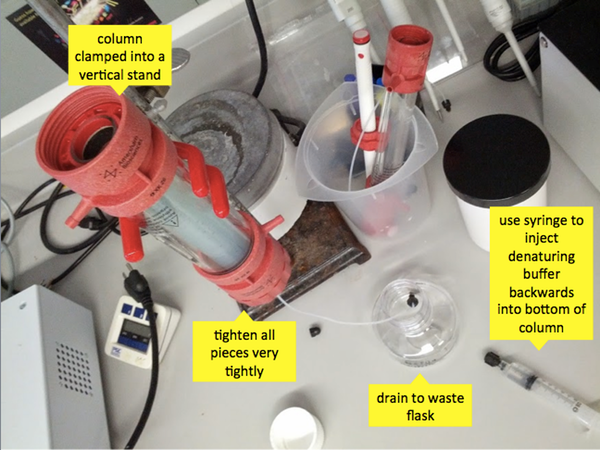 column
clamped into a
vertical stand
use syringe to
inject
denaturing
buffer
backwards
into bottom of
column
tighten all
pieces very
tightly
drain to waste
flask